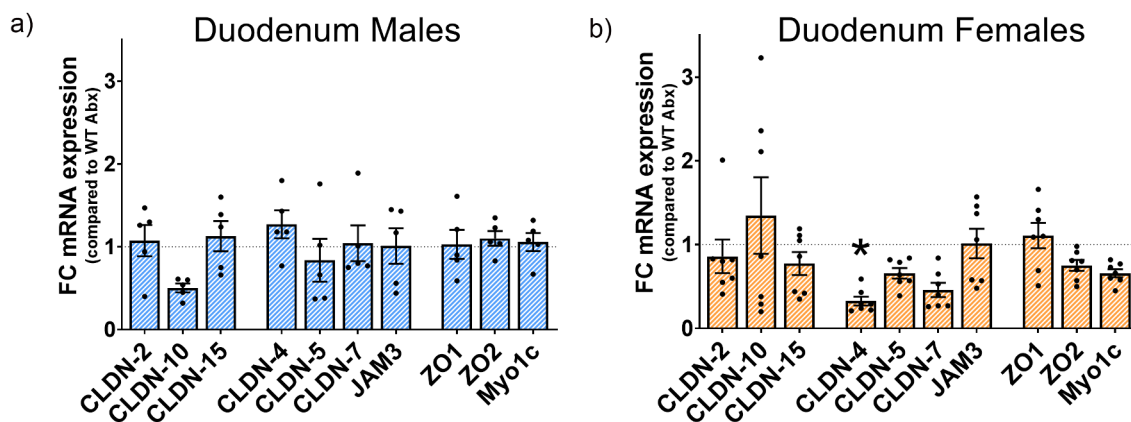 a)
Duodenum Males
FC mRNA expression
(compared to WT Abx)
3
2
1
0
CLDN-2
CLDN-10
CLDN-15
CLDN-4
CLDN-5
CLDN-7
JAM3
ZO1
ZO2
Myo1c
b)
Duodenum Females
FC mRNA expression
(compared to WT Abx)
3
2
1
0
*
CLDN-2
CLDN-10
CLDN-15
CLDN-4
CLDN-5
CLDN-7
JAM3
ZO1
ZO2
Myo1c